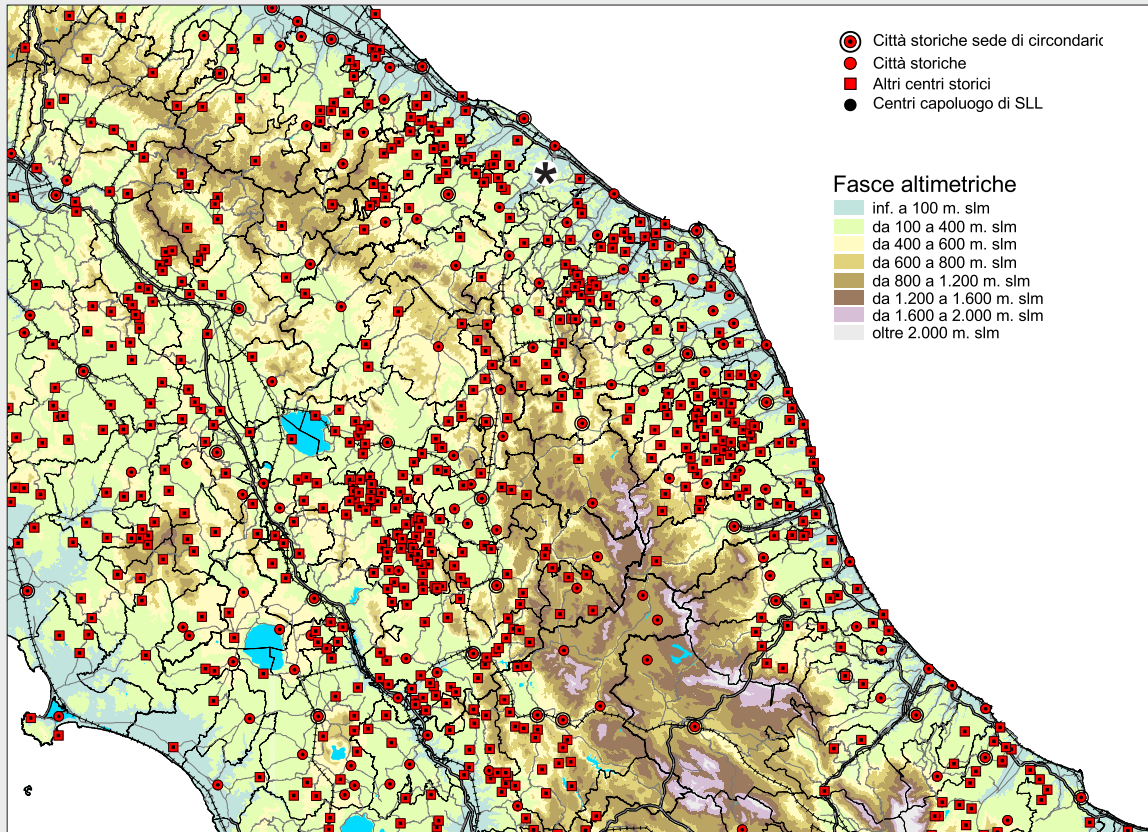 Città storiche sede di circondaric
Città storiche
Altri centri storici
Centri capoluogo di SLL
*
Fasce altimetriche
inf. a 100 m. slm
da 100 a 400 m. slm
da 400 a 600 m. slm
da 600 a 800 m. slm
da 800 a 1.200 m. slm
da 1.200 a 1.600 m. slm
da 1.600 a 2.000 m. slm
oltre 2.000 m. slm